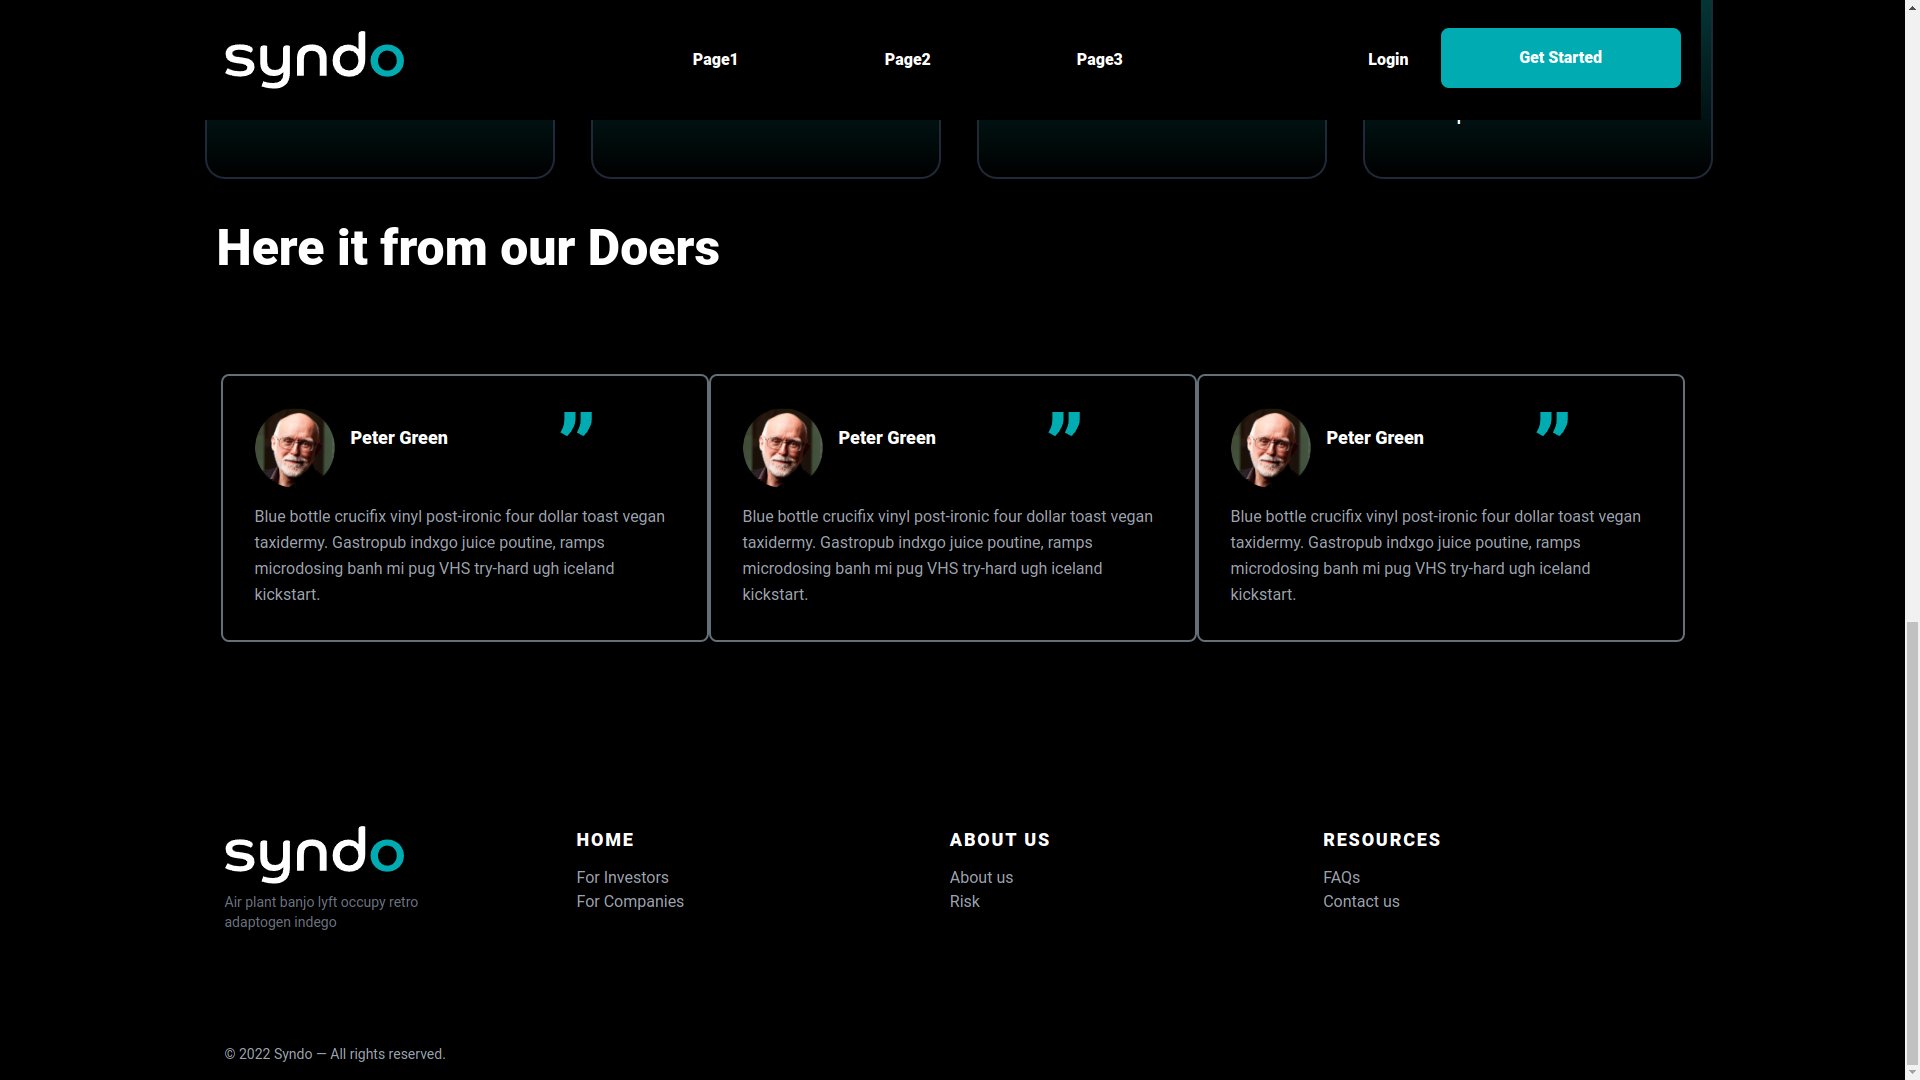 syndo
Page1
Page2
Page3
Login
Get Started
Here it from our Doers
Peter Green
”
Blue bottle crucifix vinyl post-ironic four dollar toast vegan
taxidermy. Gastropub indxgo juice poutine, ramps
microdosing banh mi pug VHS try-hard ugh iceland
kickstart.
Peter Green
”
Blue bottle crucifix vinyl post-ironic four dollar toast vegan
taxidermy. Gastropub indxgo juice poutine, ramps
microdosing banh mi pug VHS try-hard ugh iceland
kickstart.
Peter Green
”
Blue bottle crucifix vinyl post-ironic four dollar toast vegan
taxidermy. Gastropub indxgo juice poutine, ramps
microdosing banh mi pug VHS try-hard ugh iceland
kickstart.
syndo
Air plant banjo lyft occupy retro
adaptogen indego
HOME
For Investors
For Companies
ABOUT US
About us
Risk
RESOURCES
FAQs
Contact us
© 2022 Syndo — All rights reserved.